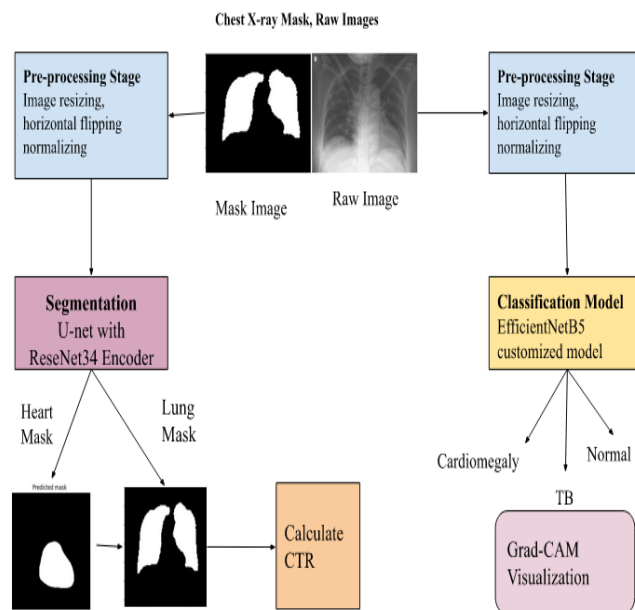 Chest X-ray Mask, Raw Images
Pre-processing Stage
Image resizing,
horizontal flipping
normalizing
Pre-processing Stage
Image resizing,
horizontal flipping
normalizing
Mask Image
Raw Image
Segmentation
U-net with
ReseNet34 Encoder
Classification Model
EfficientNetB5
customized model
Heart
Mask
Lung
Mask
Cardiomegaly
TB
Normal
Predicted mask
Calculate
CTR
Grad-CAM
Visualization